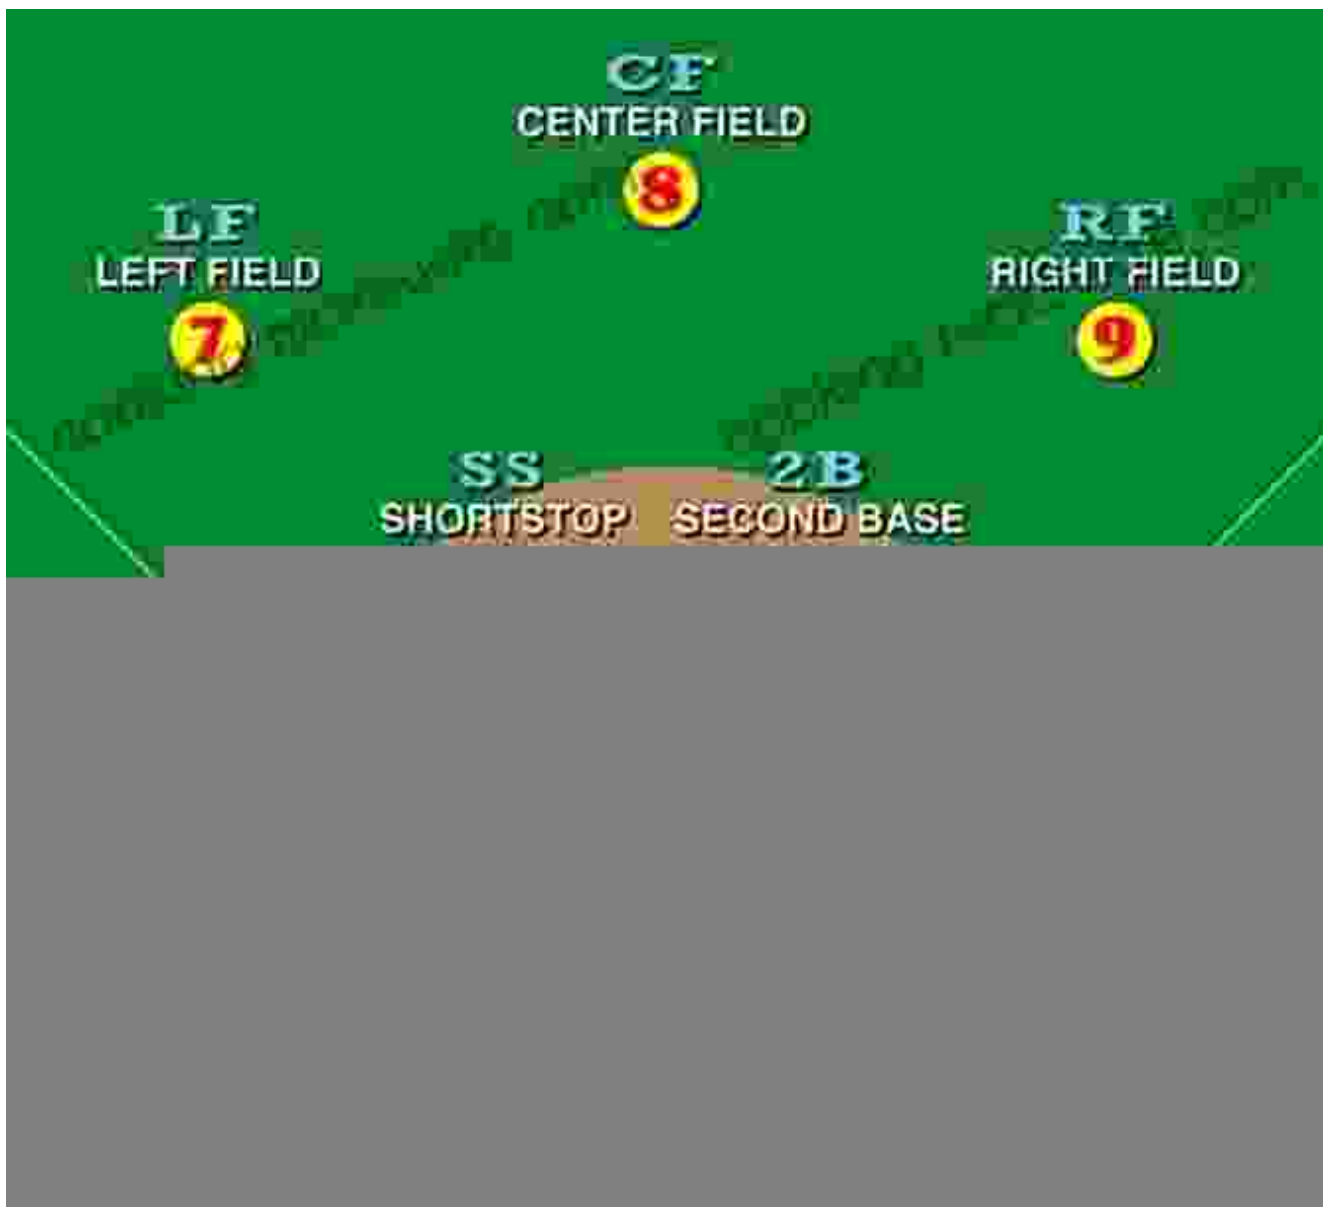 CF
CENTER FIELD
8
LF
LEFT FIELD
7
RF
RIGHT FIELD
9
SS
SHORTSTOP
2B
SECOND BASE